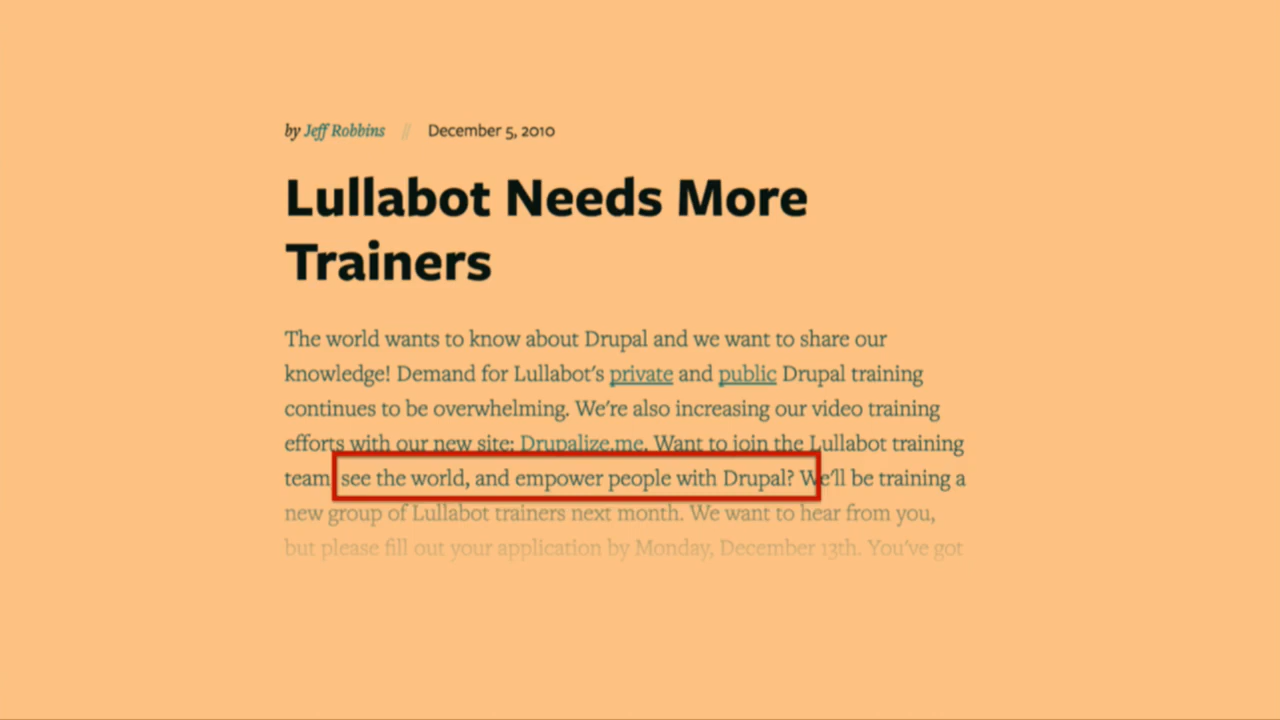 by Jeff Robbins // December 5, 2010
Lullabot Needs More
Trainers
The world wants to know about Drupal and we want to share our
knowledge! Demand for Lullabot's private and public Drupal training
continues to be overwhelming. We're also increasing our video training
efforts with our new site: Drupalize.me. Want to join the Lullabot training
team see the world, and empower people with Drupal? We'll be training a
new group of Lullabot trainers next month. We want to hear from you,
but please fill out your application by Monday, December 13th. You've got